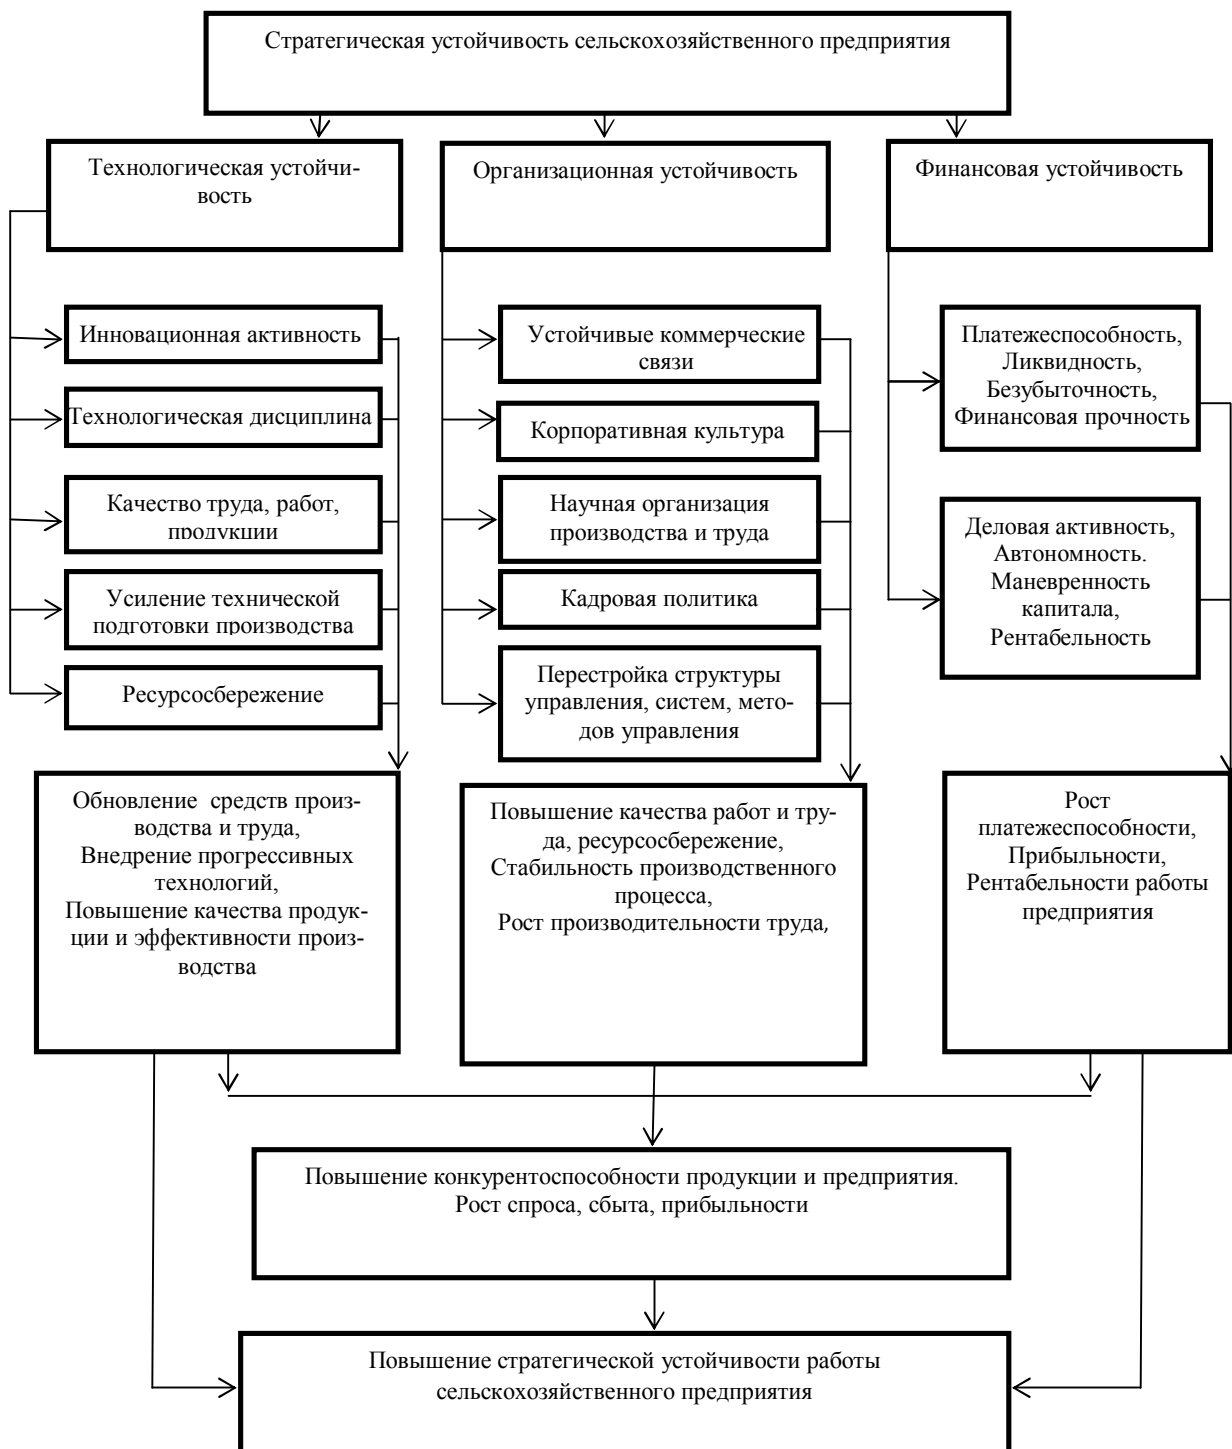 Стратегическая устойчивость сельскохозяйственного предприятия
Технологическая устойчи-
вость
Организационная устойчивость
Финансовая устойчивость
Инновационная активность
Технологическая дисциплина
Качество труда, работ,
продукции
Усиление технической
подготовки производства
Ресурсосбережение
Устойчивые коммерческие
связи
Корпоративная культура
Научная организация
производства и труда
Кадровая политика
Перестройка структуры
управления, систем, мето-
дов управления
Платежеспособность,
Ликвидность,
Безубыточность,
Финансовая прочность
Деловая активность,
Автономность.
Маневренность
капитала,
Рентабельность
Обновление средств произ-
водства и труда,
Внедрение прогрессивных
технологий,
Повышение качества продук-
ции и эффективности произ-
водства
Повышение качества работ и тру-
да, ресурсосбережение,
Стабильность производственного
процесса,
Рост производительности труда,
Рост
платежеспособности,
Прибыльности,
Рентабельности работы
предприятия
Повышение конкурентоспособности продукции и предприятия.
Рост спроса, сбыта, прибыльности
Повышение стратегической устойчивости работы
сельскохозяйственного предприятия